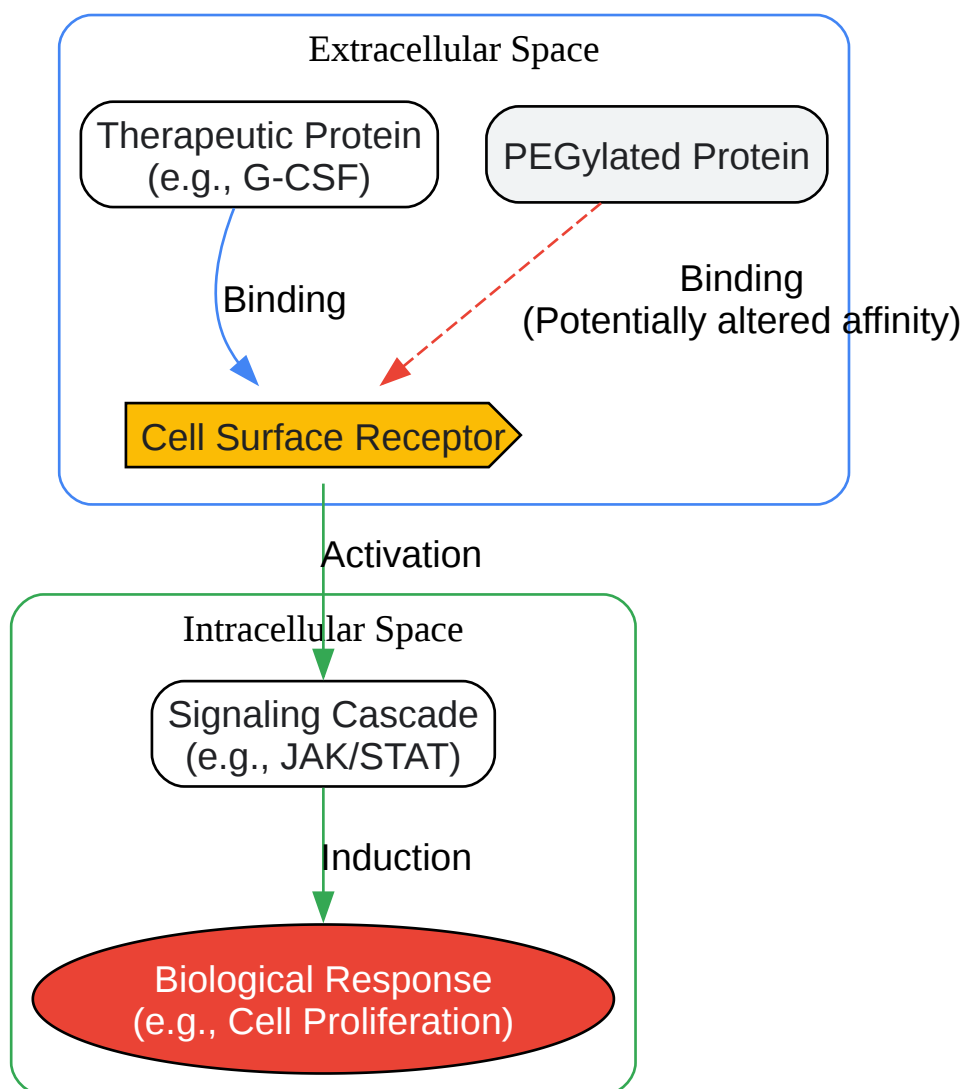 Extracellular Space
Therapeutic Protein
(e.g., G-CSF)
PEGylated Protein
Binding
Binding
(Potentially altered affinity)
Cell Surface Receptor
Activation
Intracellular Space
Signaling Cascade
(e.g., JAK/STAT)
Induction
Biological Response
(e.g., Cell Proliferation)